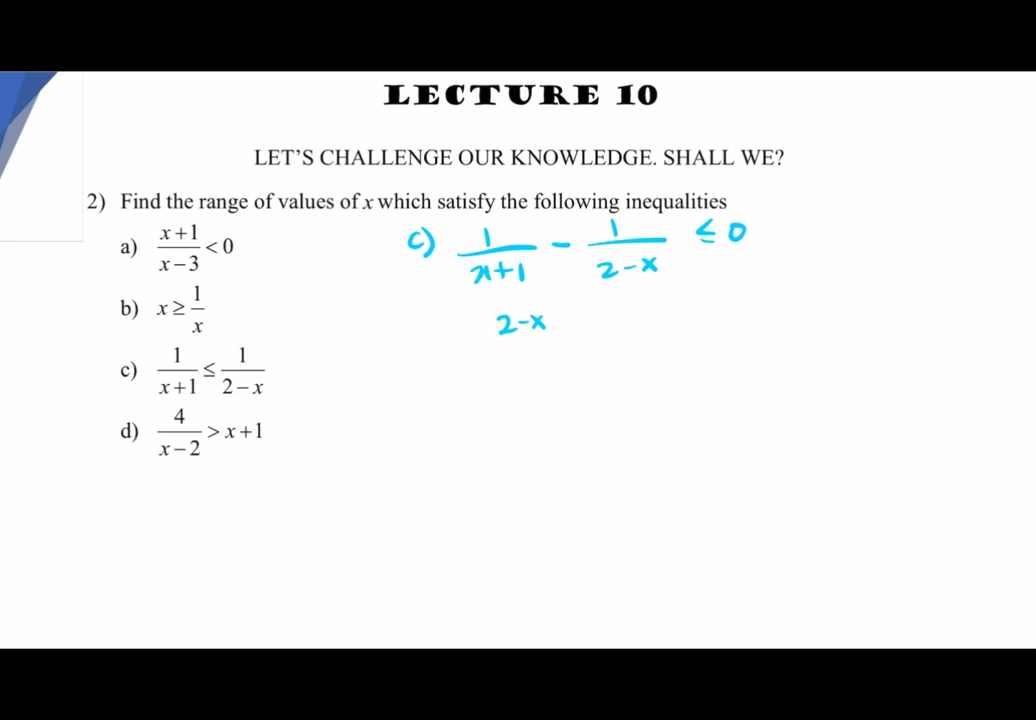 LECTURE 10
LET'S CHALLENGE OUR KNOWLEDGE. SHALL WE?
2) Find the range of values of x which satisfy the following inequalities
a) (x+1)/(x−3) < 0
b) x ≥ 1/x
c) 1/(x+1) ≤ 1/(2−x)
d) 4/(x−2) > x+1
c) 1/(x+1) − 1/(2−x) ≤ 0
2−x